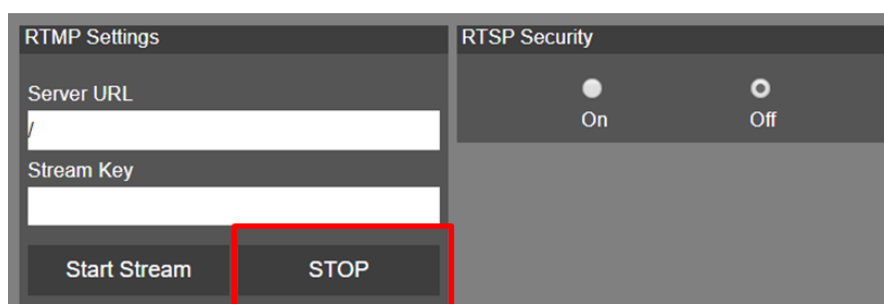 RTMP Settings
Server URL
/
Stream Key
Start Stream STOP
RTSP Security
On Off